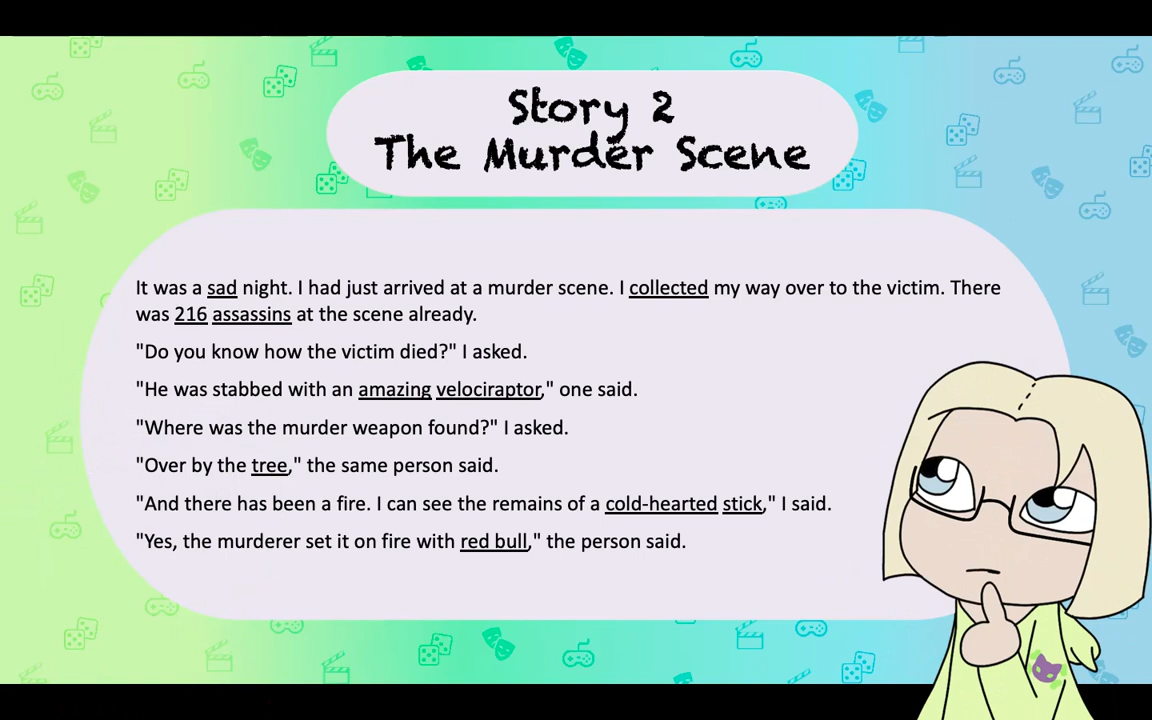 Story 2
The Murder Scene
It was a sad night. I had just arrived at a murder scene. I collected my way over to the victim. There
was 216 assassins at the scene already.
"Do you know how the victim died?" I asked.
"He was stabbed with an amazing velociraptor," one said.
"Where was the murder weapon found?" I asked.
"Over by the tree," the same person said.
"And there has been a fire. I can see the remains of a cold-hearted stick," I said.
"Yes, the murderer set it on fire with red bull," the person said.